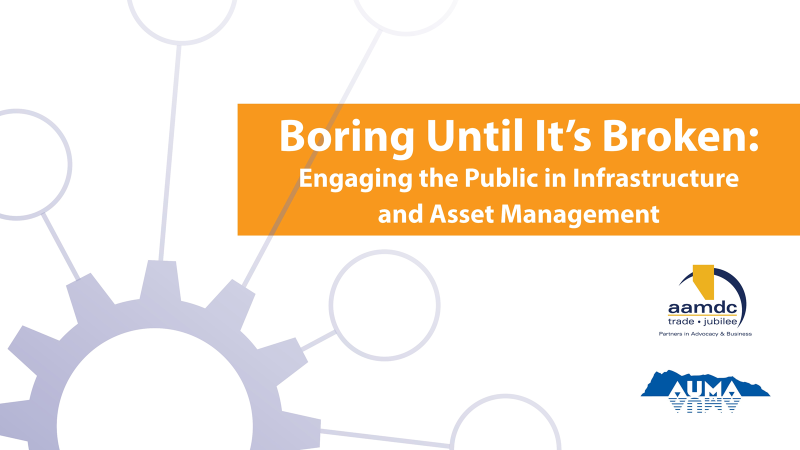 Boring Until It's Broken:
Engaging the Public in Infrastructure
and Asset Management
aamdc
trade • jubilee
Partners in Advocacy & Business
AUMA